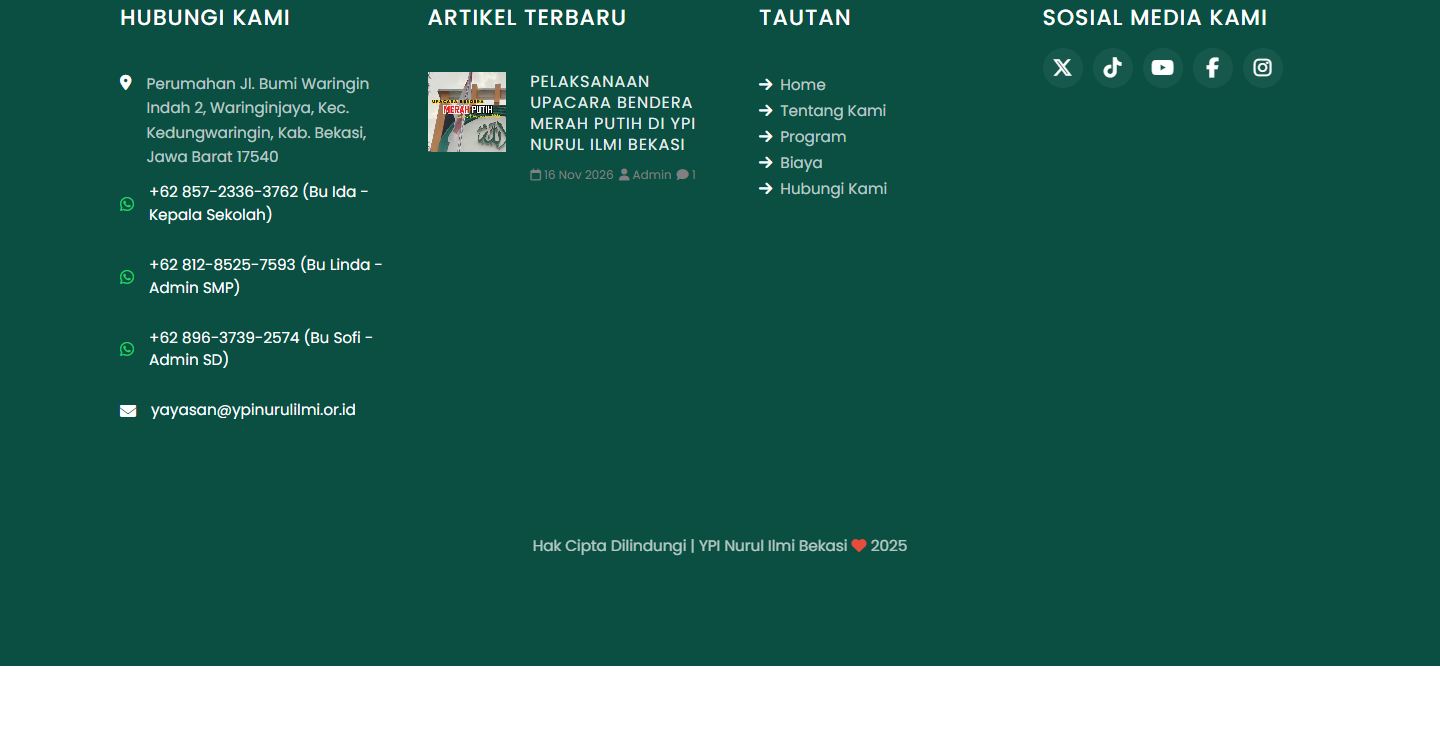 HUBUNGI KAMI
Perumahan Jl. Bumi Waringin
Indah 2, Waringinjaya, Kec.
Kedungwaringin, Kab. Bekasi,
Jawa Barat 17540
+62 857-2336-3762 (Bu Ida -
Kepala Sekolah)
+62 812-8525-7593 (Bu Linda -
Admin SMP)
+62 896-3739-2574 (Bu Sofi -
Admin SD)
yayasan@ypinurulilmi.or.id
ARTIKEL TERBARU
UPACARA BENDERA
MERAH PUTIH
PELAKSANAAN
UPACARA BENDERA
MERAH PUTIH DI YPI
NURUL ILMI BEKASI
16 Nov 2026 Admin 1
TAUTAN
Home
Tentang Kami
Program
Biaya
Hubungi Kami
SOSIAL MEDIA KAMI
Hak Cipta Dilindungi | YPI Nurul Ilmi Bekasi ❤ 2025